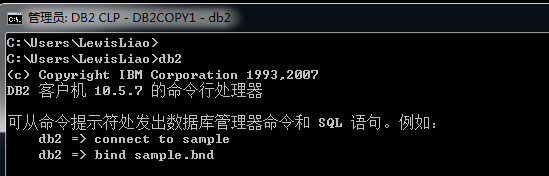 管理员: DB2 CLP - DB2COPY1 - db2
C:\Users\LewisLiao>
C:\Users\LewisLiao>db2
(c) Copyright IBM Corporation 1993,2007
DB2 客户机 10.5.7 的命令行处理器
可从命令提示符处发出数据库管理器命令和 SQL 语句。例如：
db2 => connect to sample
db2 => bind sample.bnd